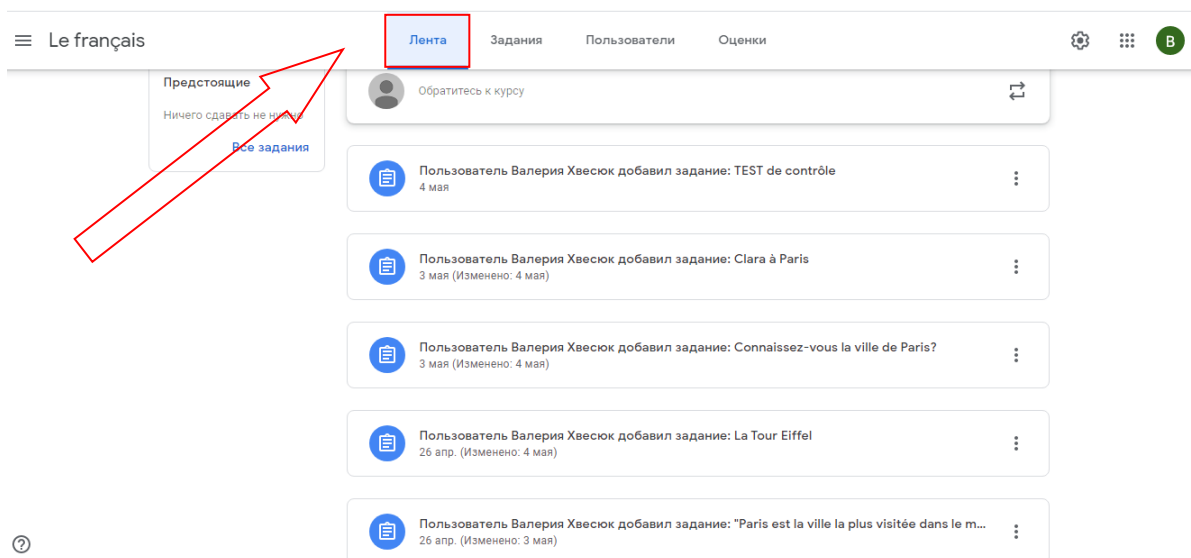 Le français
Лента
Задания
Пользователи
Оценки
В
Предстоящие
Ничего сдавать не нужно
Все задания
Обратитесь к курсу
Пользователь Валерия Хвесюк добавил задание: TEST de contrôle
4 мая
Пользователь Валерия Хвесюк добавил задание: Clara à Paris
3 мая (Изменено: 4 мая)
Пользователь Валерия Хвесюк добавил задание: Connaissez-vous la ville de Paris?
3 мая (Изменено: 4 мая)
Пользователь Валерия Хвесюк добавил задание: La Tour Eiffel
26 апр. (Изменено: 4 мая)
Пользователь Валерия Хвесюк добавил задание: "Paris est la ville la plus visitée dans le m...
26 апр. (Изменено: 3 мая)